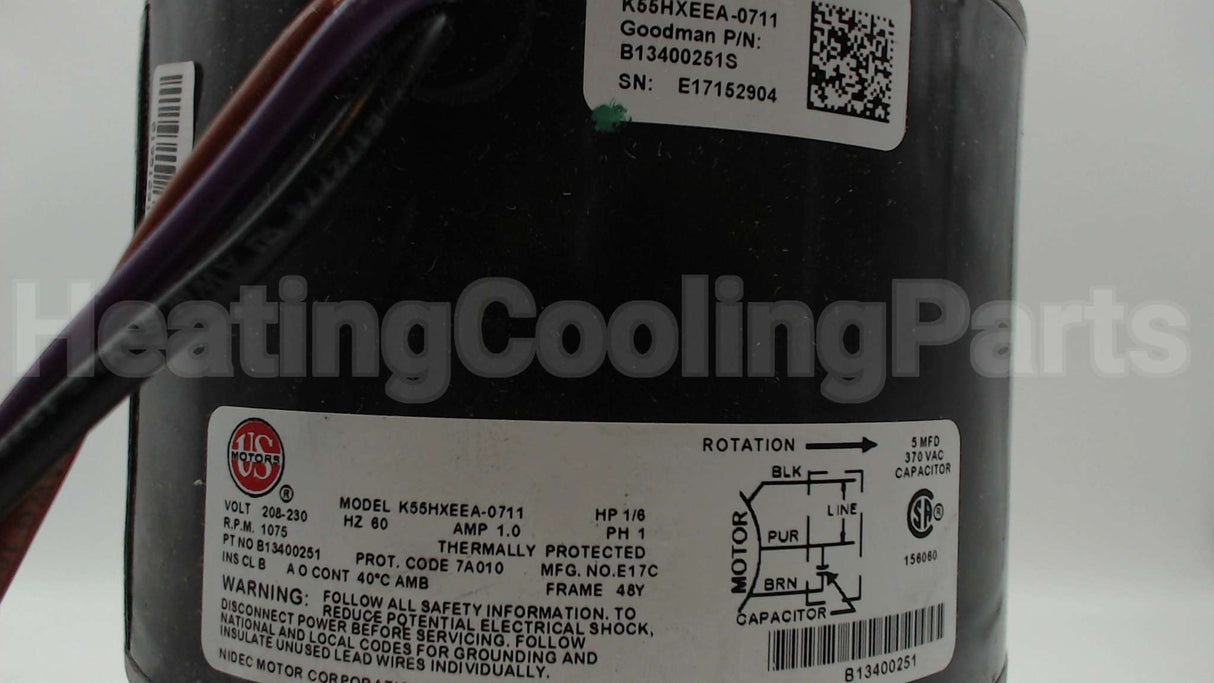 K55HXEEA-0711
Goodman P/N:
B13400251S
SN: E17152904
HeatingCoolingParts
US
MOTORS
®
VOLT 208-230
R.P.M. 1075
PT NO B13400251
INS CL B A O CONT 40°C AMB
MODEL K55HXEEA-0711 HP 1/6
HZ 60 AMP 1.0 PH 1
THERMALLY PROTECTED
PROT. CODE 7A010 MFG. NO.E17C
FRAME 48Y
WARNING: FOLLOW ALL SAFETY INFORMATION. TO
REDUCE POTENTIAL ELECTRICAL SHOCK,
DISCONNECT POWER BEFORE SERVICING. FOLLOW
NATIONAL AND LOCAL CODES FOR GROUNDING AND
INSULATE UNUSED LEAD WIRES INDIVIDUALLY.
NIDEC MOTOR CORPORATION
ROTATION
5 MFD
370 VAC
CAPACITOR
BLK
LINE
PUR
MOTOR
BRN
CAPACITOR
SA®
156060
B13400251